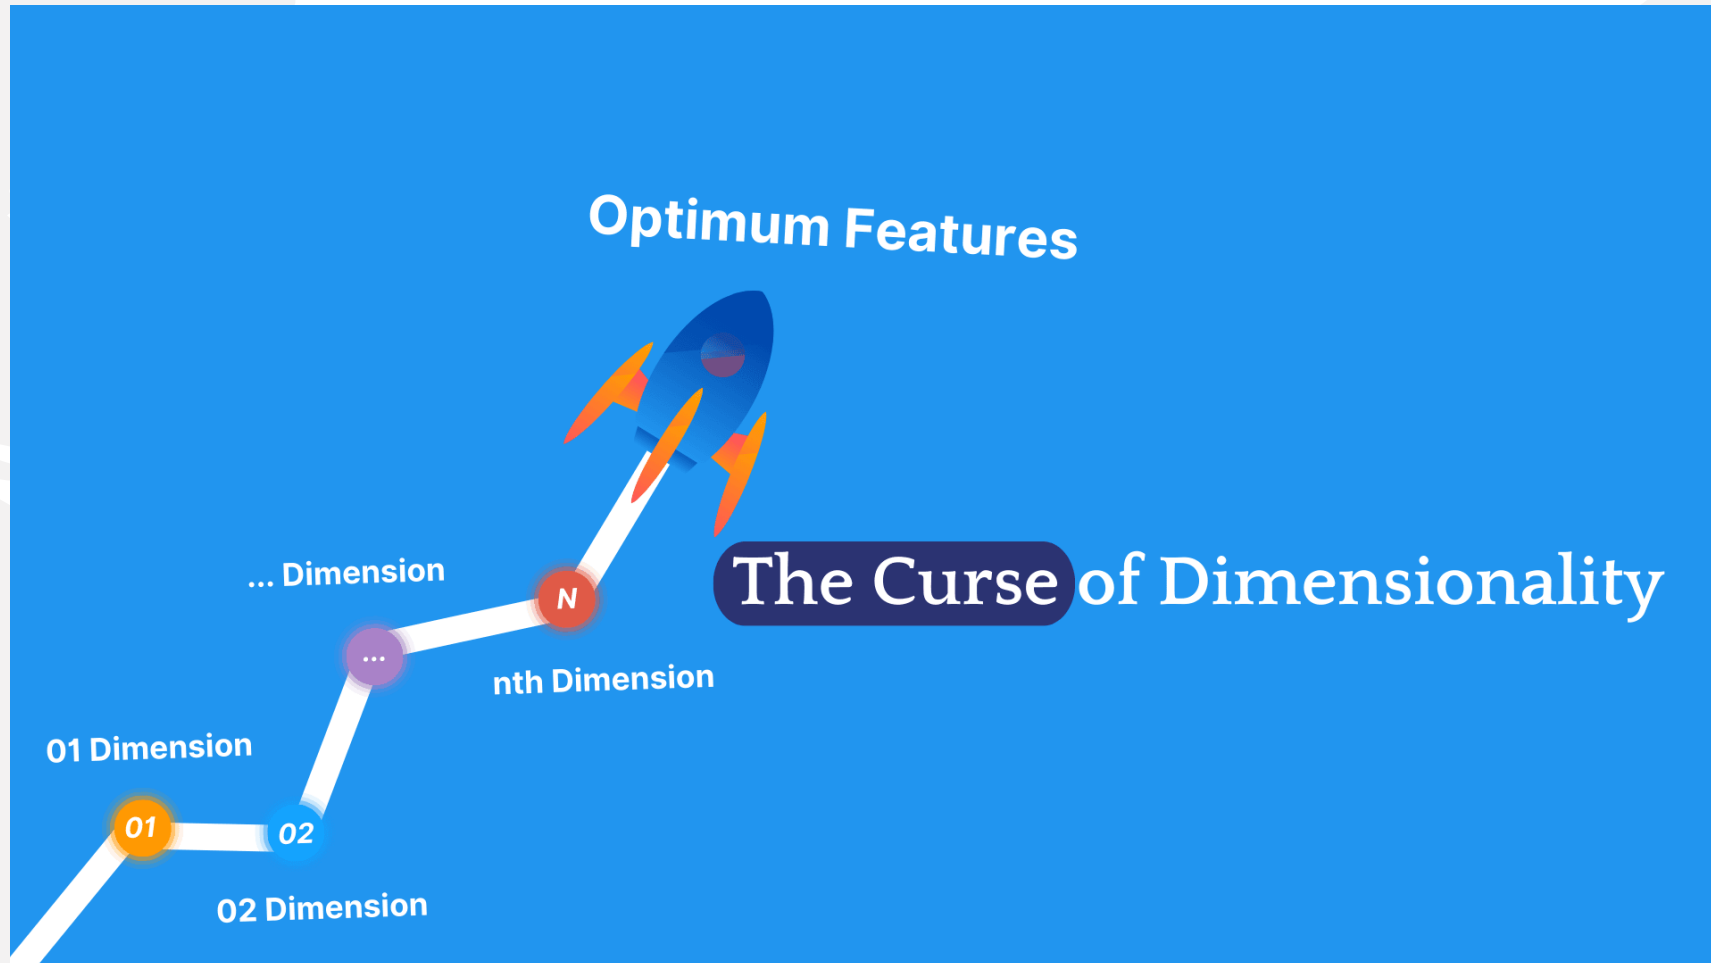 Optimum Features
The Curse of Dimensionality
... Dimension
...
N
nth Dimension
01 Dimension
01
02
02 Dimension